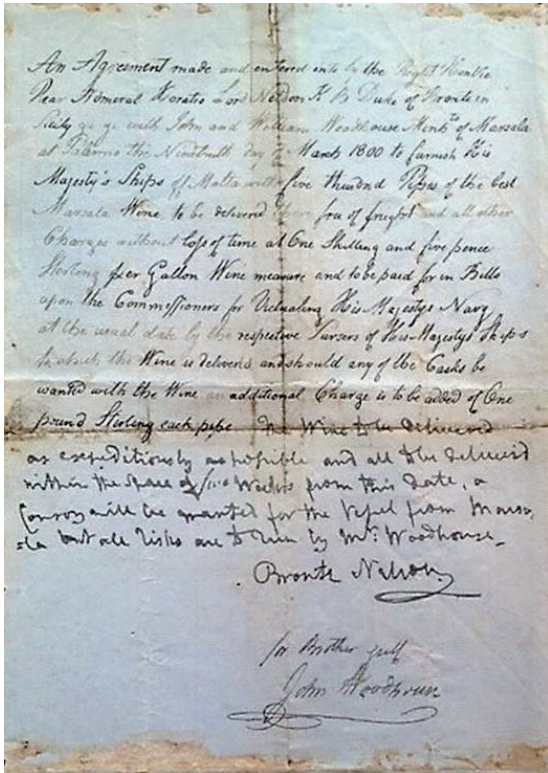 An Agreement made and entered into by the Right Honble
Rear Admiral Horatio Lord Nelson K B Duke of Bronte in
Sicily &c &c with John and William Woodhouse Merchts of Marsala
at Palermo the Nineteenth day of March 1800 to furnish His
Majesty's Ships off Malta with five Hundred Pipes of the best
Marsala Wine to be delivered there free of freight and all other
Charges without loss of time at One Shilling and five pence
Sterling per Gallon Wine measure and to be paid for in Bills
upon the Commissioners for Victualing His Majestys Navy
at the usual date by the respective Pursers of His Majestys Ships
to which the Wine is delivered and should any of the Casks be
wanted with the Wine an additional Charge is to be added of One
pound Sterling each pipe The Wine to be delivered
as expeditiously as possible and all to be delivered
within the space of Weeks from this date, a
Convoy will be granted for the Vessel from Marsa
=la but all risks are to run by Mr: Woodhouse_
Bronte Nelson
for Brother self
John Woodhouse